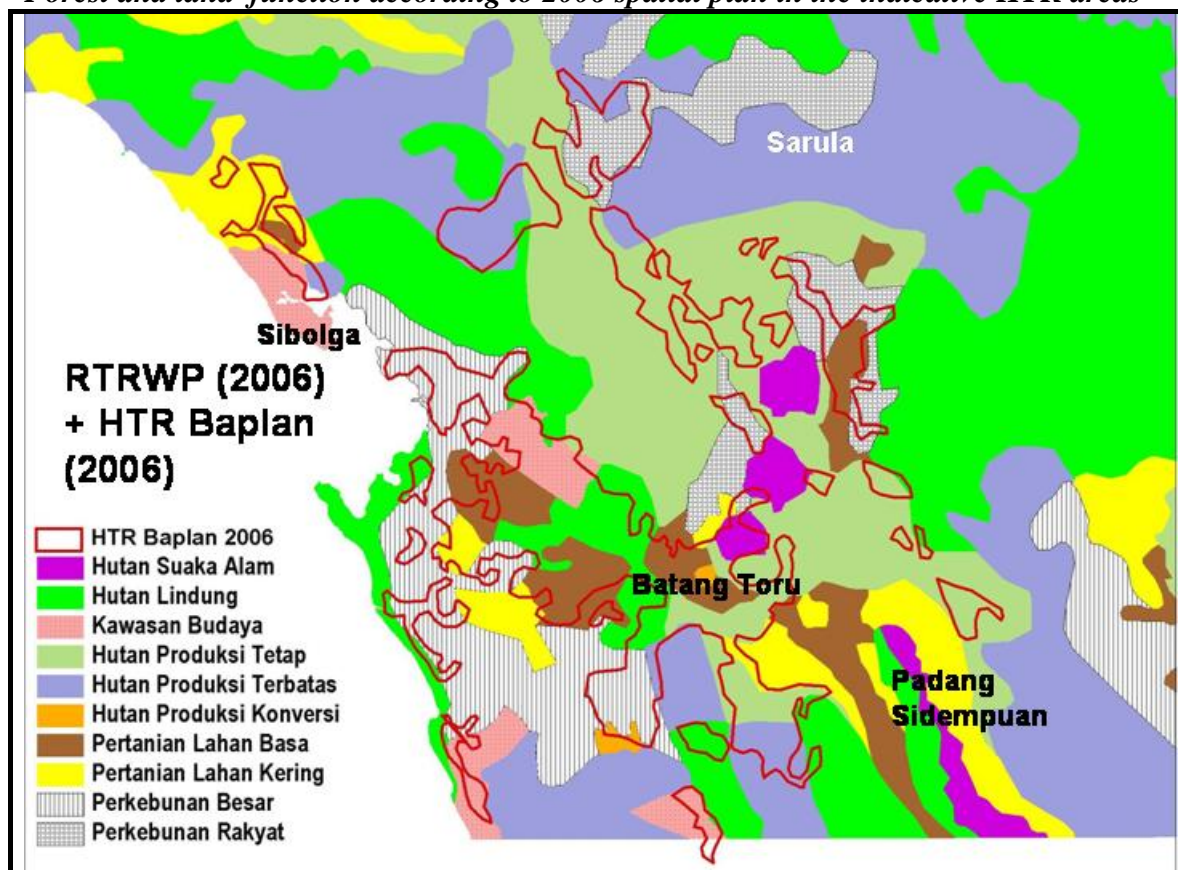 Forest and land function according to 2006 spatial plan in the indicative HTR areas
Sarula
Sibolga
RTRWP (2006)
+ HTR Baplan
(2006)
Batang Toru
Padang
Sidempuan
HTR Baplan 2006
Hutan Suaka Alam
Hutan Lindung
Kawasan Budaya
Hutan Produksi Tetap
Hutan Produksi Terbatas
Hutan Produksi Konversi
Pertanian Lahan Basa
Pertanian Lahan Kering
Perkebunan Besar
Perkebunan Rakyat